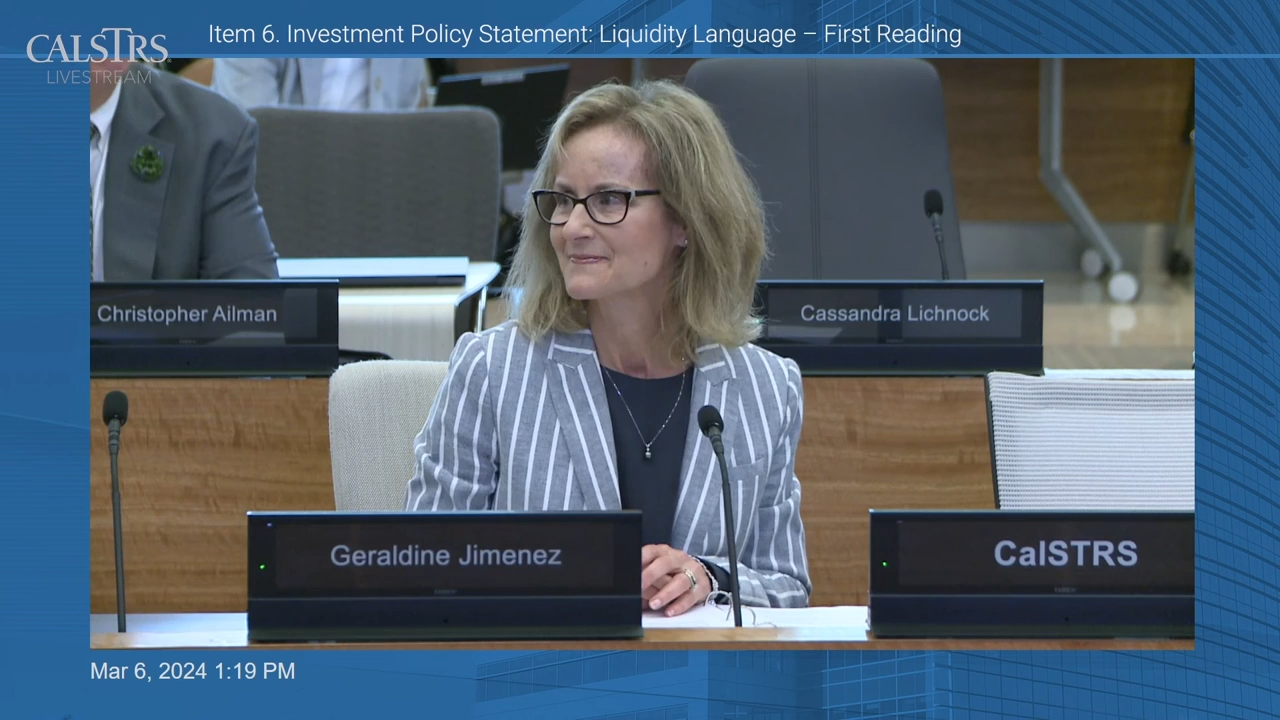 Item 6. Investment Policy Statement: Liquidity Language – First Reading
CALSTRS
LIVESTREAM
Christopher Ailman
Cassandra Lichnock
Geraldine Jimenez
CalSTRS
Mar 6, 2024 1:19 PM